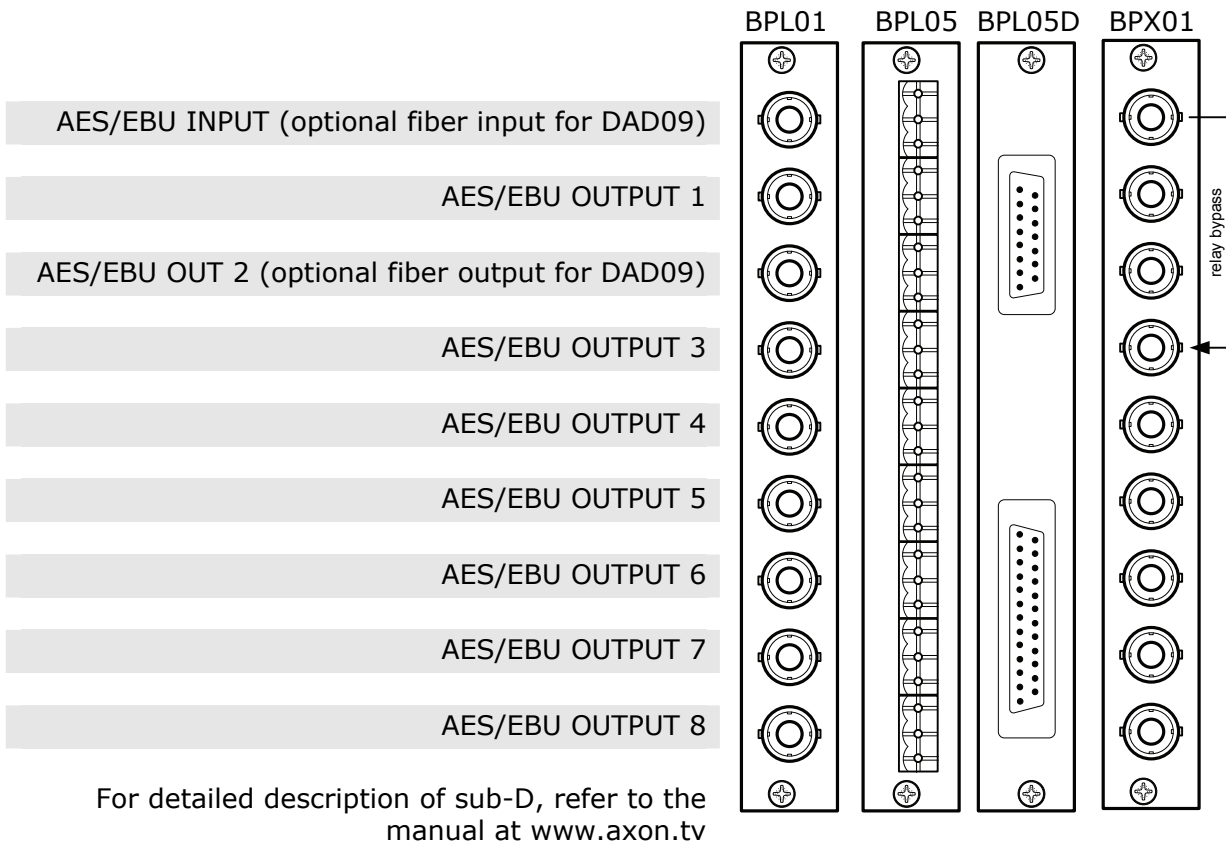 BPL01 BPL05 BPL05D BPX01
AES/EBU INPUT (optional fiber input for DAD09)
AES/EBU OUTPUT 1
AES/EBU OUT 2 (optional fiber output for DAD09)
AES/EBU OUTPUT 3
AES/EBU OUTPUT 4
AES/EBU OUTPUT 5
AES/EBU OUTPUT 6
AES/EBU OUTPUT 7
AES/EBU OUTPUT 8
relay bypass
For detailed description of sub-D, refer to the
manual at www.axon.tv